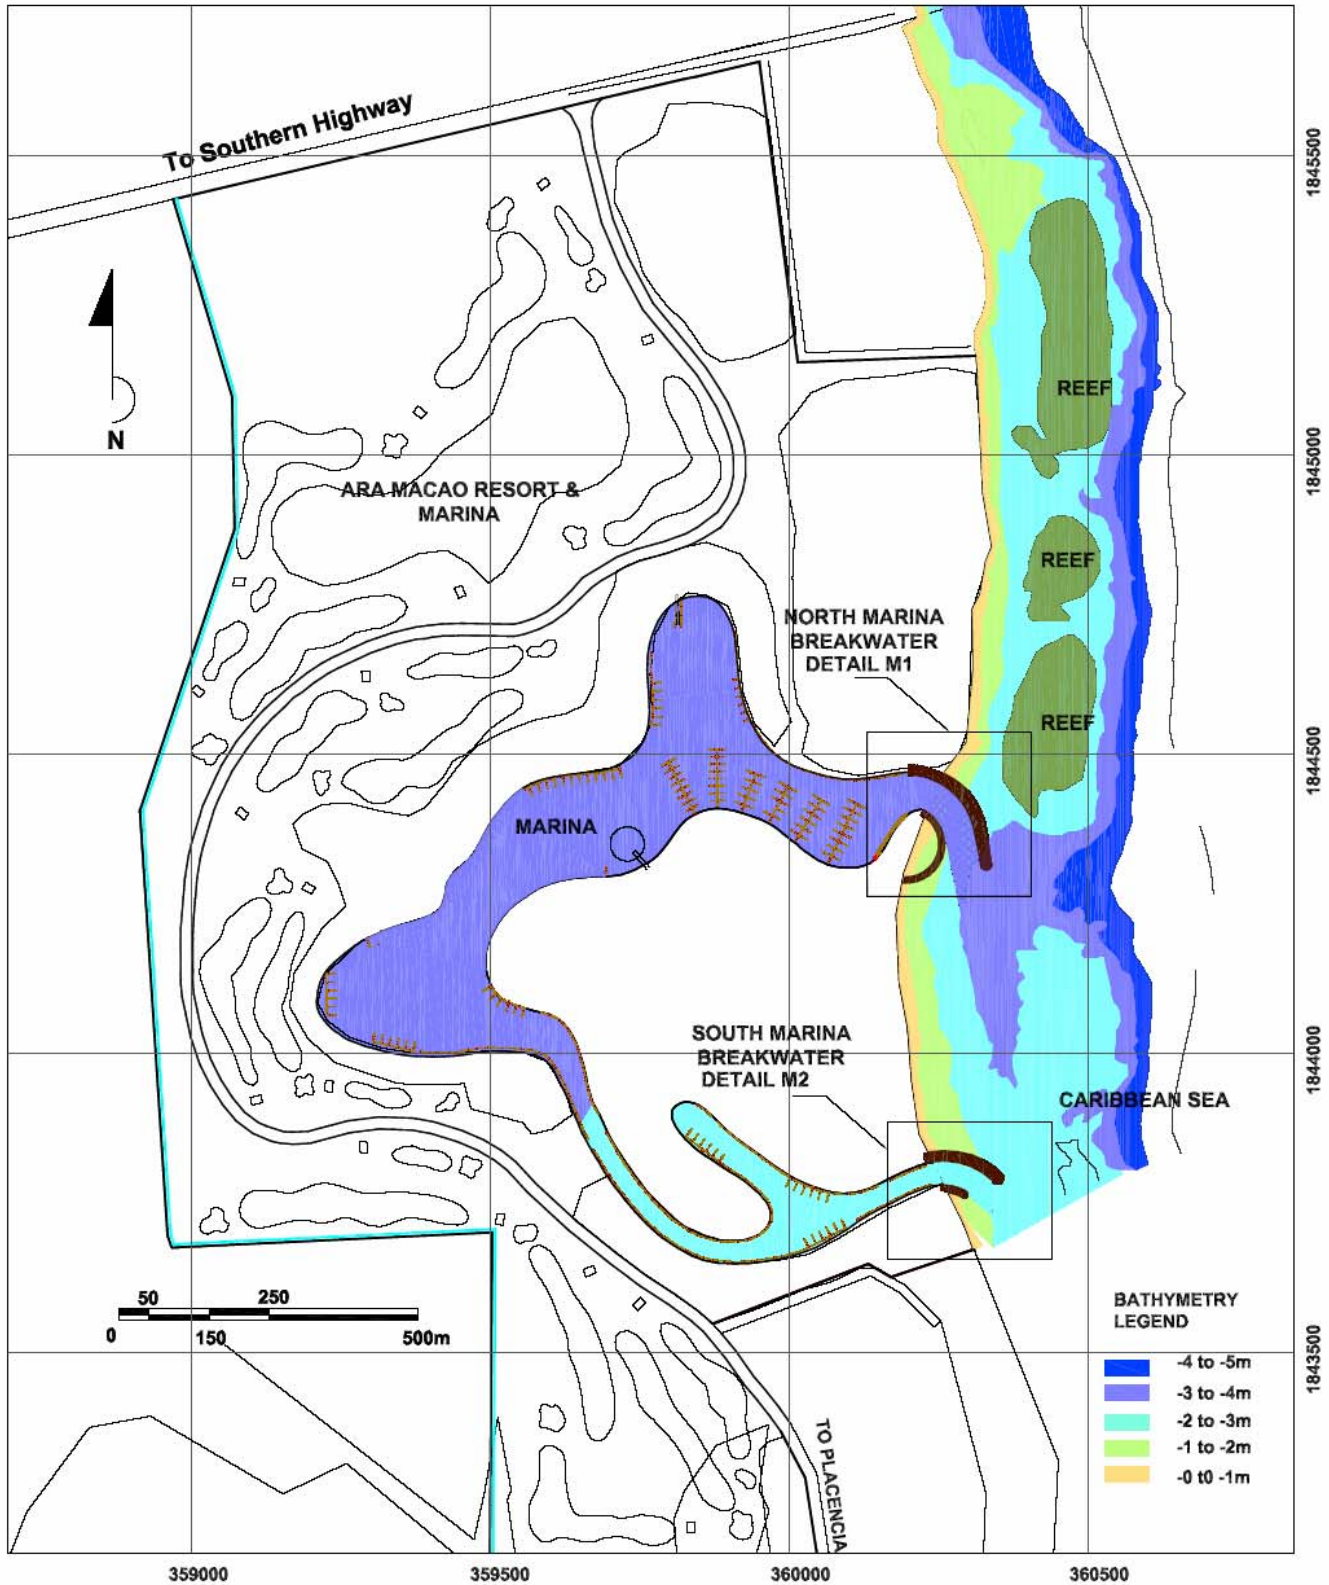 To Southern Highway
1845500
N
REEF
1845000
ARA MACAO RESORT &
MARINA
REEF
NORTH MARINA
BREAKWATER
DETAIL M1
REEF
1844500
MARINA
SOUTH MARINA
BREAKWATER
DETAIL M2
1844000
CARIBBEAN SEA
50 250
0 150 500m
BATHYMETRY
LEGEND
-4 to -5m
-3 to -4m
-2 to -3m
-1 to -2m
-0 t0 -1m
1843500
TO PLACENCIA
359000 359500 360000 360500